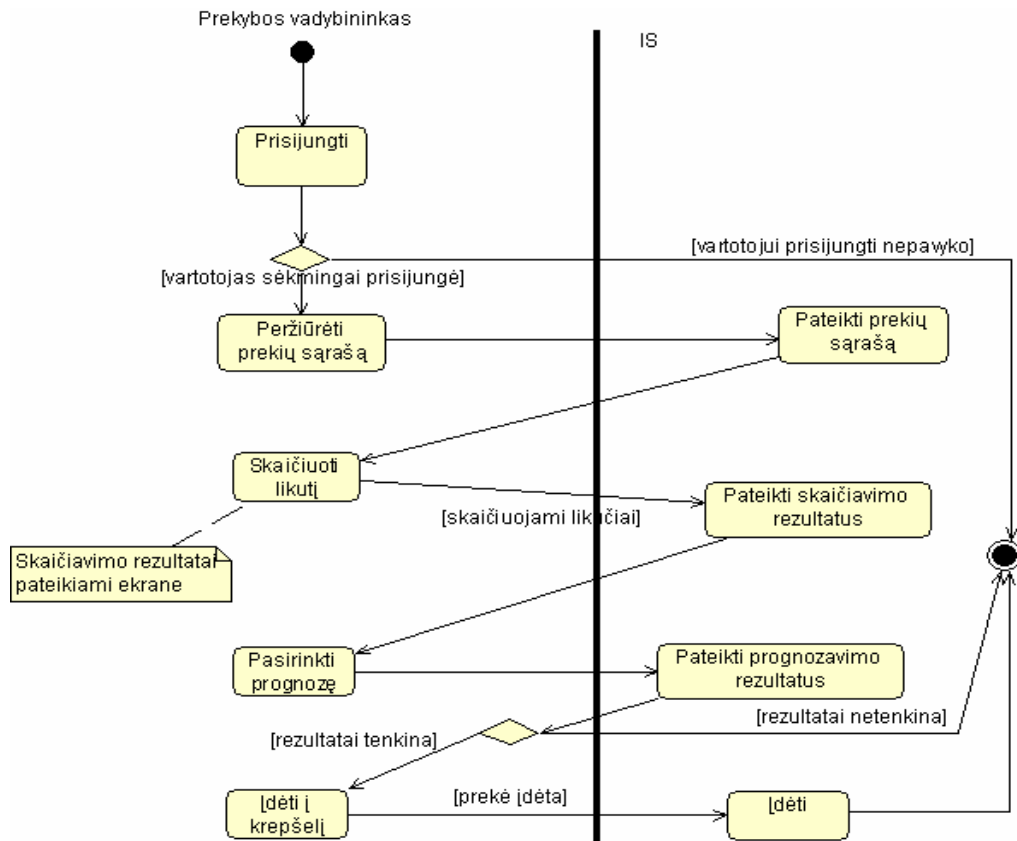 Prekybos vadybininkas
IS
Prisijungti
[vartotojui prisijungti nepavyko]
[vartotojas sėkmingai prisijungė]
Peržiūrėti
prekių sąrašą
Pateikti prekių
sąrašą
Skaičiuoti
likutį
[skaičiuojami likučiai]
Pateikti skaičiavimo
rezultatus
Skaičiavimo rezultatai
pateikiami ekrane
Pasirinkti
prognozę
Pateikti prognozavimo
rezultatus
[rezultatai tenkina]
[rezultatai netenkina]
Įdėti į
krepšelį
[prekė įdėta]
Įdėti